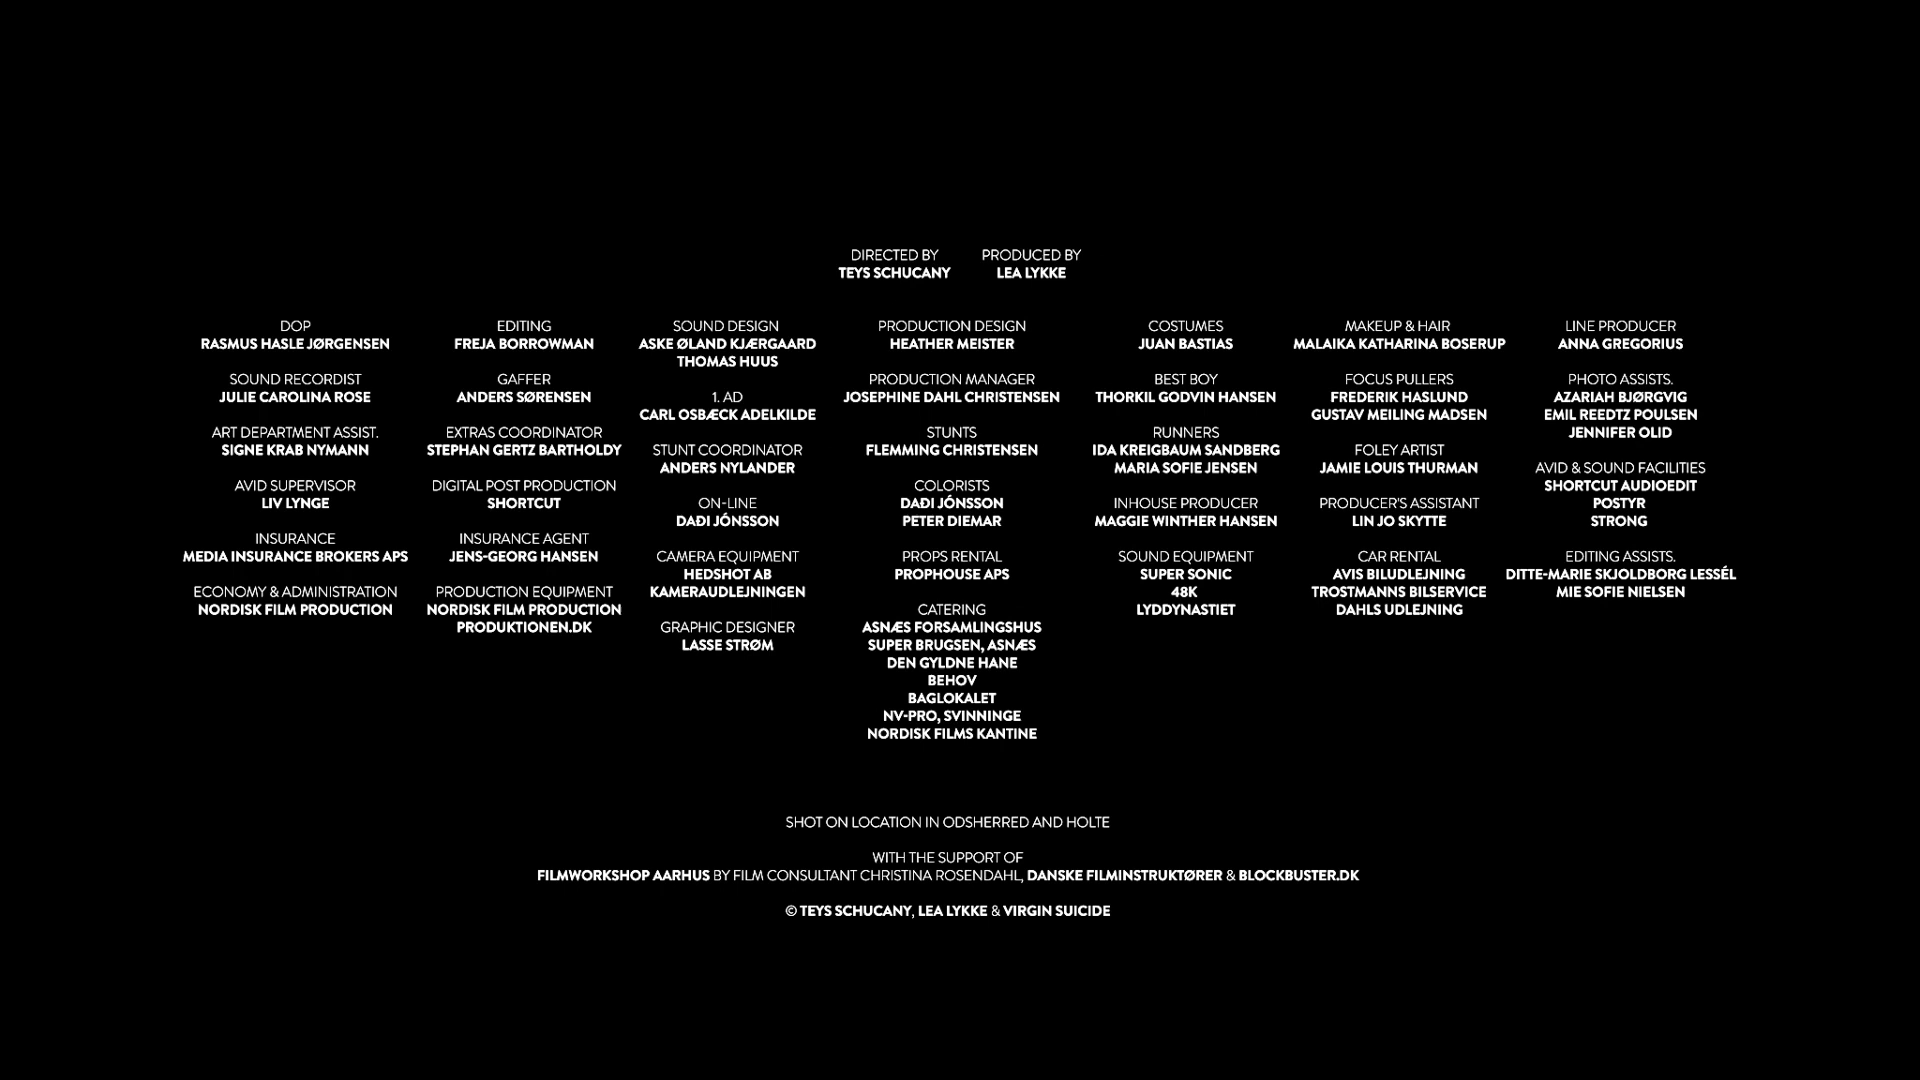 DIRECTED BY
TEYS SCHUCANY
PRODUCED BY
LEA LYKKE
DOP
RASMUS HASLE JØRGENSEN
SOUND RECORDIST
JULIE CAROLINA ROSE
ART DEPARTMENT ASSIST.
SIGNE KRAB NYMANN
AVID SUPERVISOR
LIV LYNGE
INSURANCE
MEDIA INSURANCE BROKERS APS
ECONOMY & ADMINISTRATION
NORDISK FILM PRODUCTION
EDITING
FREJA BORROWMAN
GAFFER
ANDERS SØRENSEN
EXTRAS COORDINATOR
STEPHAN GERTZ BARTHOLDY
DIGITAL POST PRODUCTION
SHORTCUT
INSURANCE AGENT
JENS-GEORG HANSEN
PRODUCTION EQUIPMENT
NORDISK FILM PRODUCTION
PRODUKTIONEN.DK
SOUND DESIGN
ASKE ØLAND KJÆRGAARD
THOMAS HUUS
1. AD
CARL OSBÆCK ADELKILDE
STUNT COORDINATOR
ANDERS NYLANDER
ON-LINE
DAÐI JÓNSSON
CAMERA EQUIPMENT
HEDSHOT AB
KAMERAUDLEJNINGEN
GRAPHIC DESIGNER
LASSE STRØM
PRODUCTION DESIGN
HEATHER MEISTER
PRODUCTION MANAGER
JOSEPHINE DAHL CHRISTENSEN
STUNTS
FLEMMING CHRISTENSEN
COLORISTS
DAÐI JÓNSSON
PETER DIEMAR
PROPS RENTAL
PROPHOUSE APS
CATERING
ASNÆS FORSAMLINGSHUS
SUPER BRUGSEN, ASNÆS
DEN GYLDNE HANE
BEHOV
BAGLOKALET
NV-PRO, SVINNINGE
NORDISK FILMS KANTINE
COSTUMES
JUAN BASTIAS
BEST BOY
THORKIL GODVIN HANSEN
RUNNERS
IDA KREIGBAUM SANDBERG
MARIA SOFIE JENSEN
INHOUSE PRODUCER
MAGGIE WINTHER HANSEN
SOUND EQUIPMENT
SUPER SONIC
48K
LYDDYNASTIET
MAKEUP & HAIR
MALAIKA KATHARINA BOSERUP
FOCUS PULLERS
FREDERIK HASLUND
GUSTAV MEILING MADSEN
FOLEY ARTIST
JAMIE LOUIS THURMAN
PRODUCER'S ASSISTANT
LIN JO SKYTTE
CAR RENTAL
AVIS BILUDLEJNING
TROSTMANNS BILSERVICE
DAHLS UDLEJNING
LINE PRODUCER
ANNA GREGORIUS
PHOTO ASSISTS.
AZARIAH BJØRGVIG
EMIL REEDTZ POULSEN
JENNIFER OLID
AVID & SOUND FACILITIES
SHORTCUT AUDIOEDIT
POSTYR
STRONG
EDITING ASSISTS.
DITTE-MARIE SKJOLDBORG LESSÉL
MIE SOFIE NIELSEN
SHOT ON LOCATION IN ODSHERRED AND HOLTE
WITH THE SUPPORT OF
FILMWORKSHOP AARHUS BY FILM CONSULTANT CHRISTINA ROSENDAHL, DANSKE FILMINSTRUKTØRER & BLOCKBUSTER.DK
© TEYS SCHUCANY, LEA LYKKE & VIRGIN SUICIDE